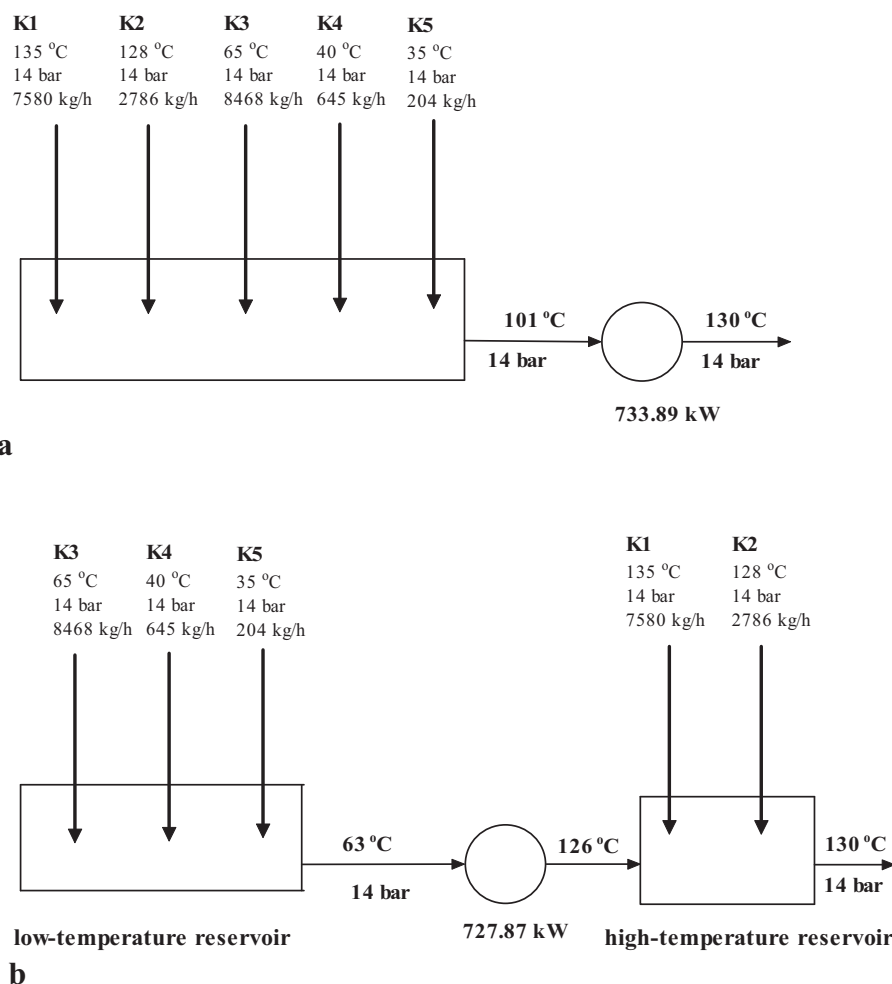 K1
135 °C
14 bar
7580 kg/h
K2
128 °C
14 bar
2786 kg/h
K3
65 °C
14 bar
8468 kg/h
K4
40 °C
14 bar
645 kg/h
K5
35 °C
14 bar
204 kg/h
101 °C
14 bar
130 °C
14 bar
733.89 kW
a
K3
65 °C
14 bar
8468 kg/h
K4
40 °C
14 bar
645 kg/h
K5
35 °C
14 bar
204 kg/h
K1
135 °C
14 bar
7580 kg/h
K2
128 °C
14 bar
2786 kg/h
63 °C
14 bar
126 °C
130 °C
14 bar
727.87 kW
low-temperature reservoir
high-temperature reservoir
b